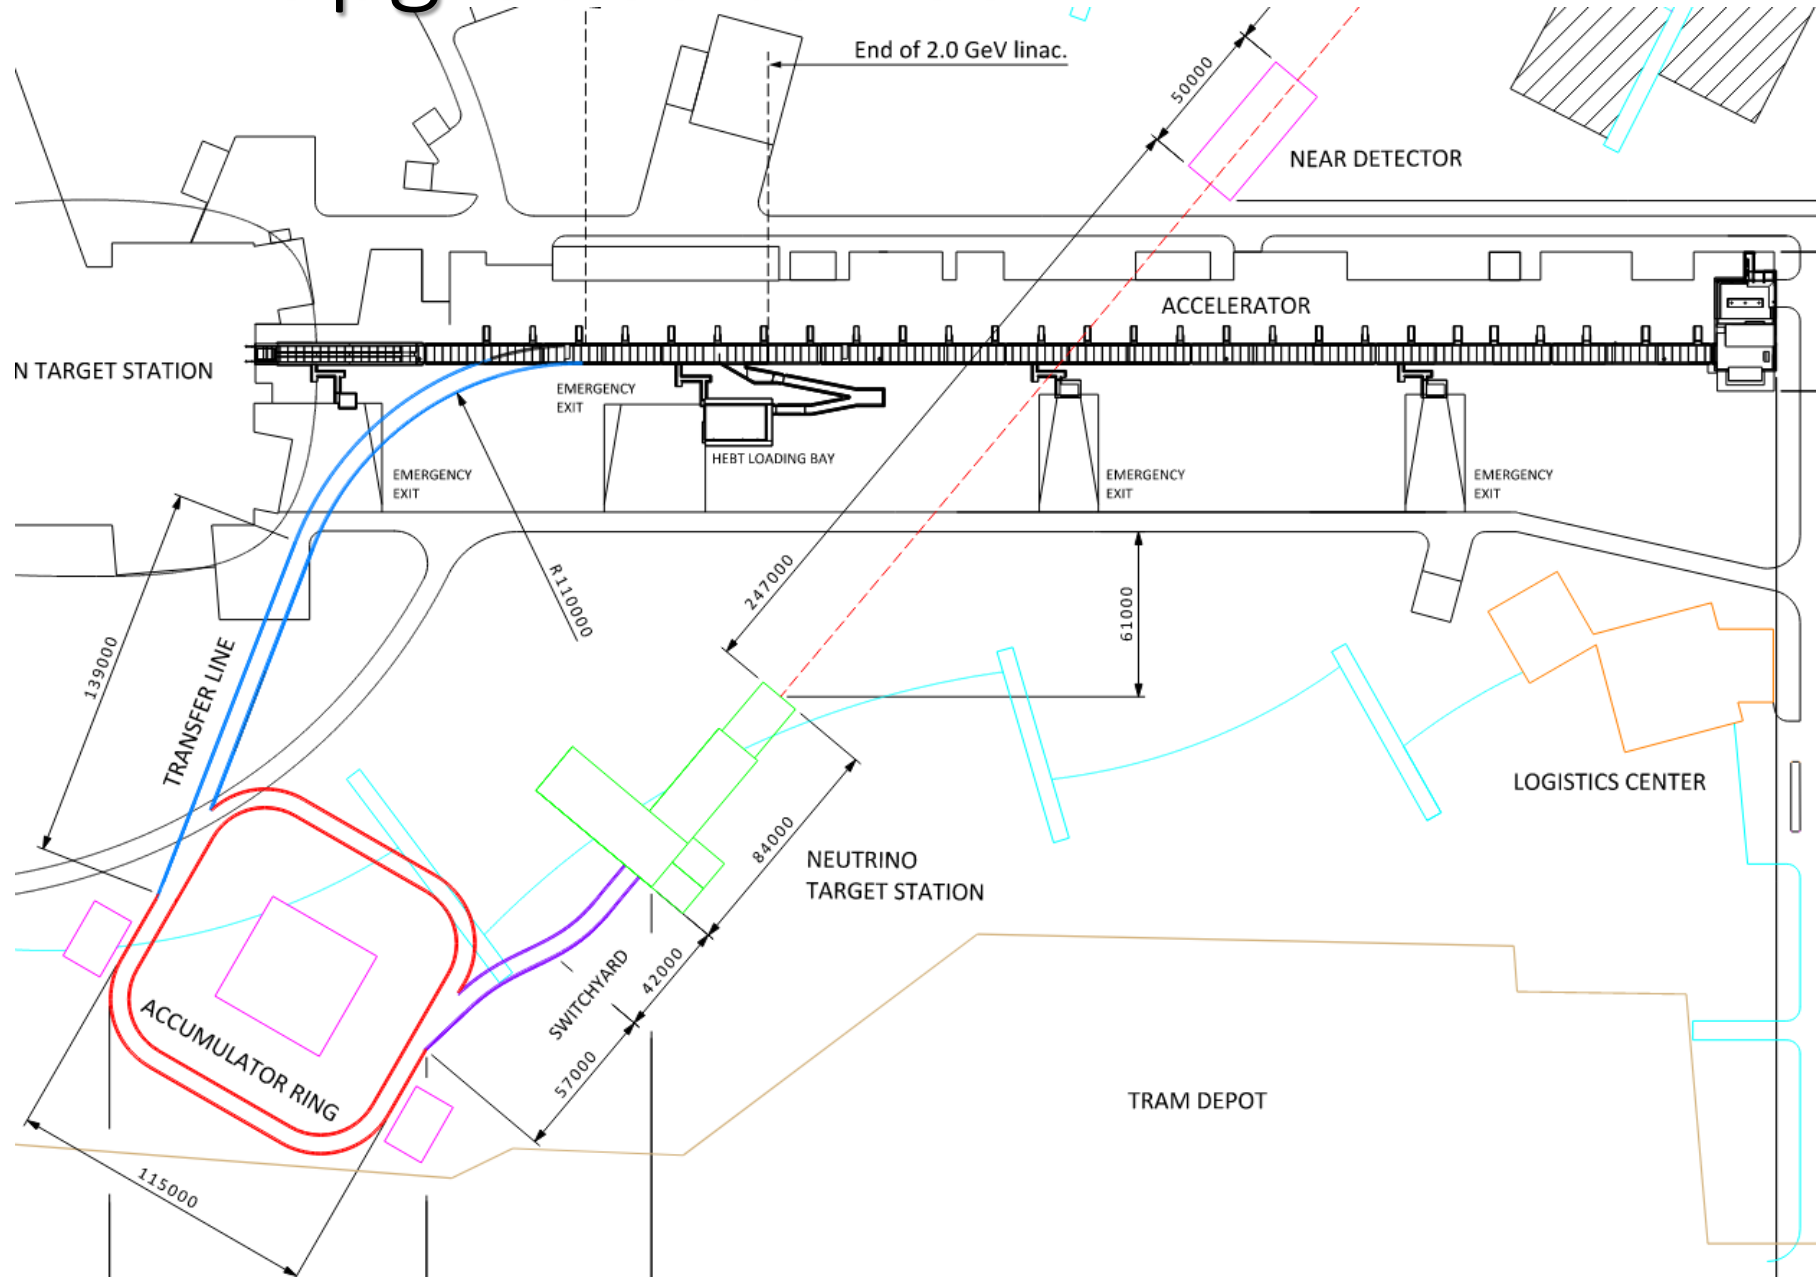 End of 2.0 GeV linac.
50000
NEAR DETECTOR
ACCELERATOR
N TARGET STATION
EMERGENCY
EXIT
HEBT LOADING BAY
EMERGENCY
EXIT
EMERGENCY
EXIT
EMERGENCY
EXIT
247000
R110000
61000
139000
TRANSFER LINE
LOGISTICS CENTER
84000
NEUTRINO
TARGET STATION
SWITCHYARD
42000
57000
ACCUMULATOR RING
115000
TRAM DEPOT